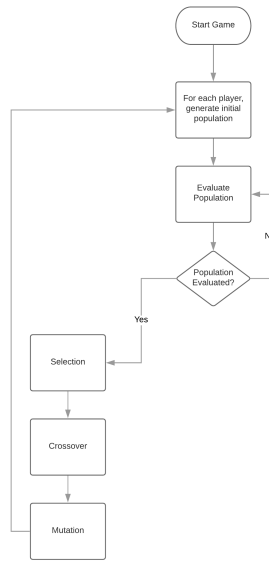 Start Game
For each player,
generate initial
population
Evaluate
Population
N
Population
Evaluated?
Yes
Selection
Crossover
Mutation